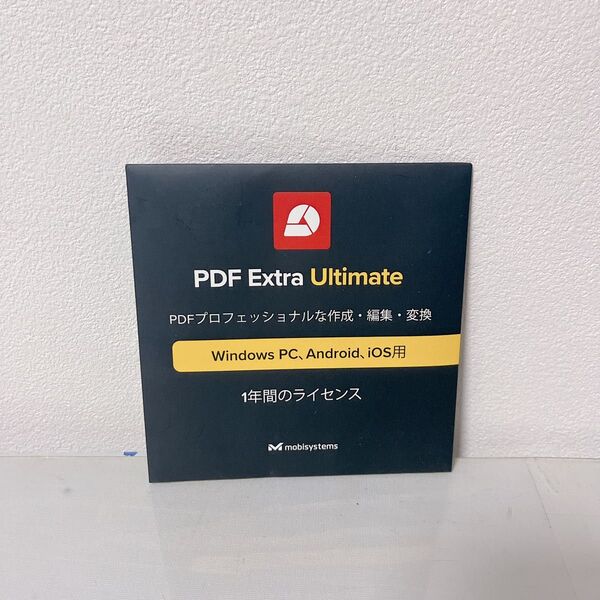 PDF Extra Ultimate
PDFプロフェッショナルな作成・編集・変換
Windows PC、Android、iOS用
1年間のライセンス
mobisystems